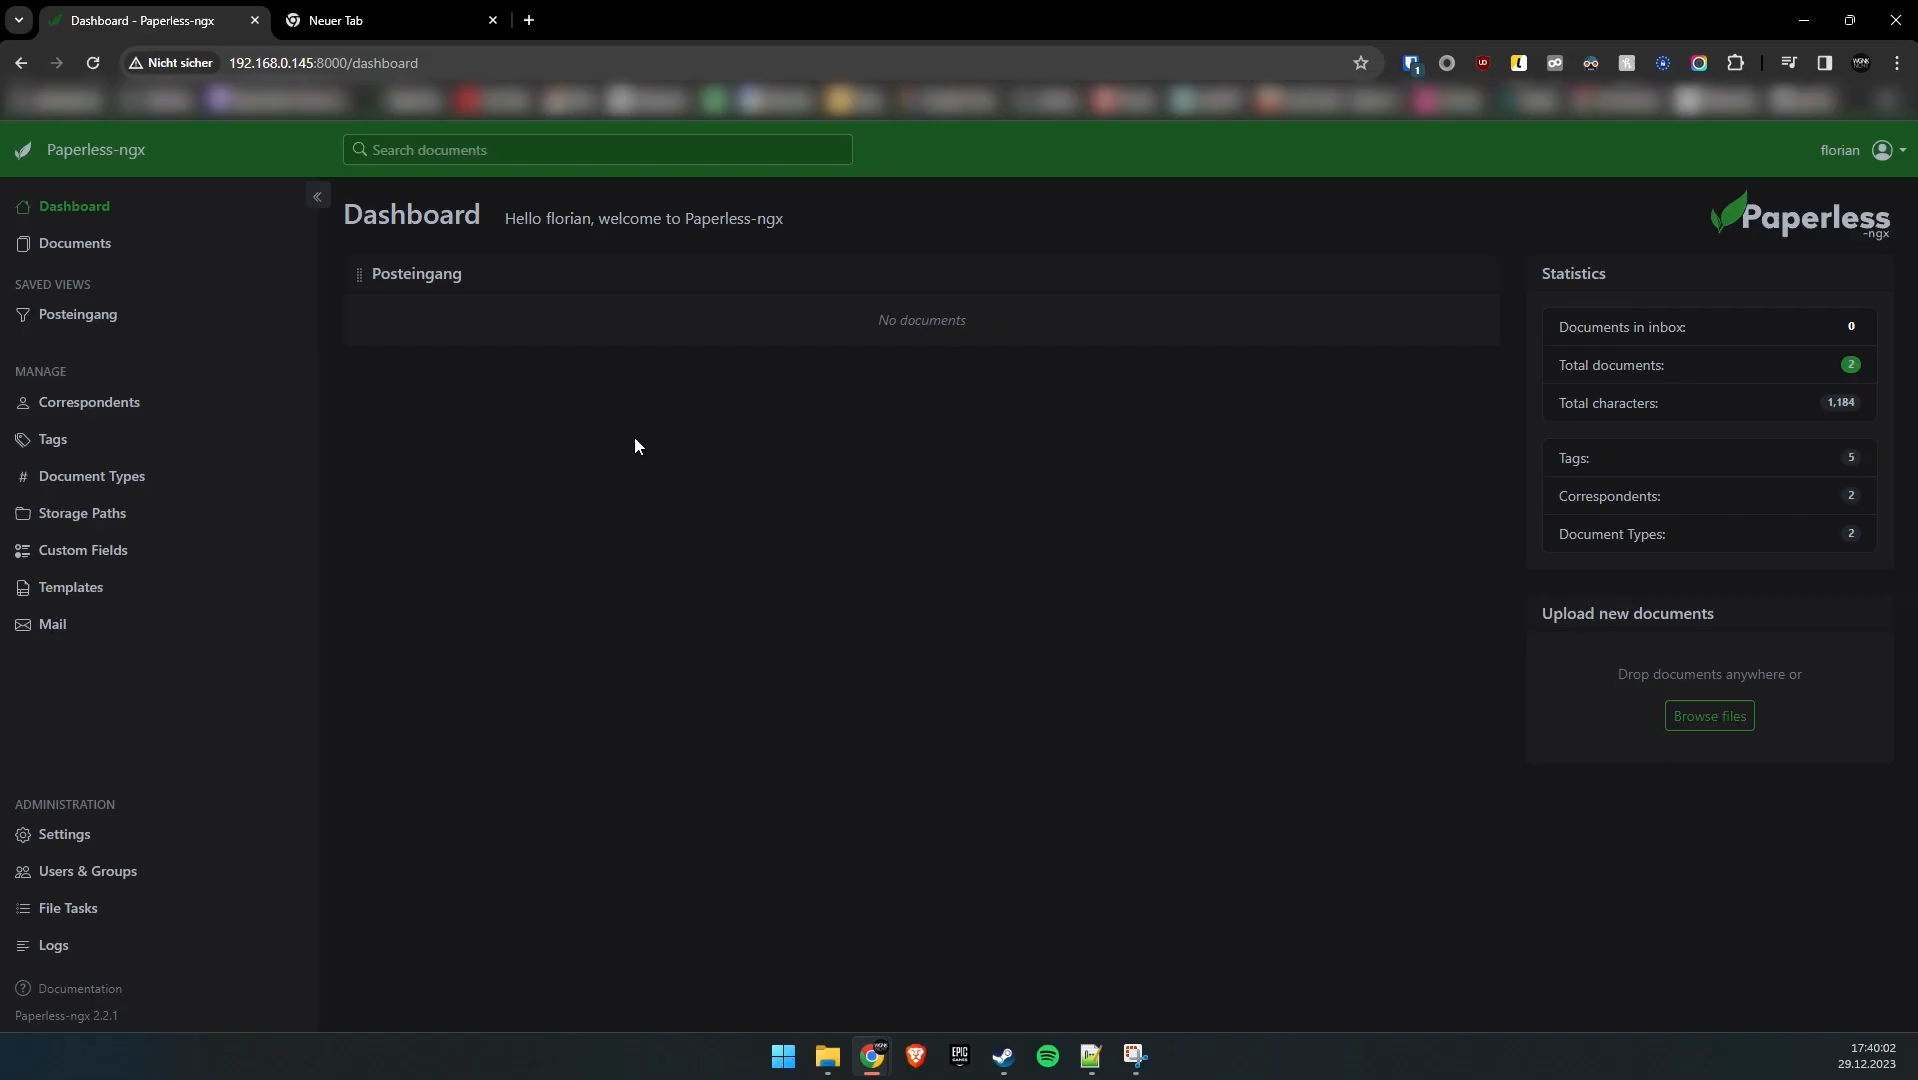 Dashboard - Paperless-ngx
Neuer Tab
Nicht sicher
192.168.0.145:8000/dashboard
1
Paperless-ngx
Search documents
florian
Dashboard
Documents
SAVED VIEWS
Posteingang
MANAGE
Correspondents
Tags
# Document Types
Storage Paths
Custom Fields
Templates
Mail
ADMINISTRATION
Settings
Users & Groups
File Tasks
Logs
Documentation
Paperless-ngx 2.2.1
Dashboard
Hello florian, welcome to Paperless-ngx
Paperless
-ngx
Posteingang
No documents
Statistics
Documents in inbox: 0
Total documents: 2
Total characters: 1,184
Tags: 5
Correspondents: 2
Document Types: 2
Upload new documents
Drop documents anywhere or
Browse files
EPIC
GAMES
17:40:02
29.12.2023